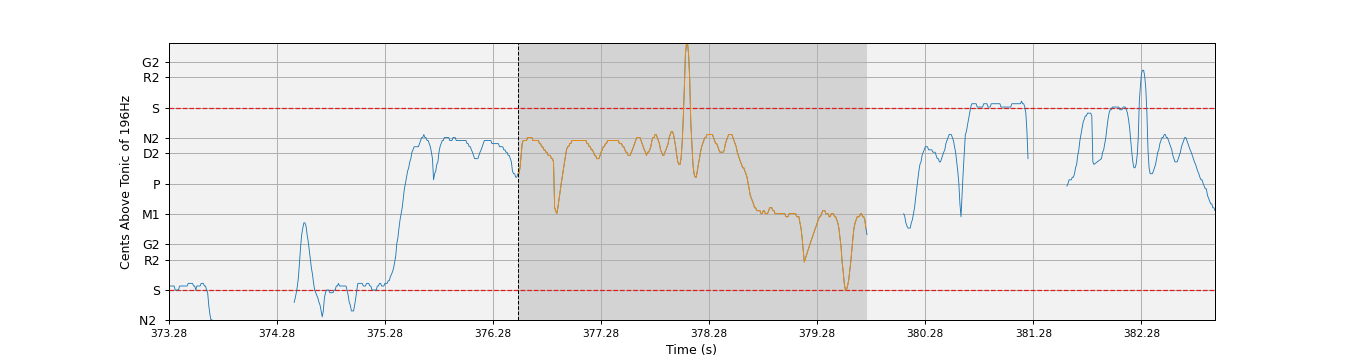 Cents Above Tonic of 196Hz
G2
R2
S
N2
D2
P
M1
G2
R2
S
N2
373.28 374.28 375.28 376.28 377.28 378.28 379.28 380.28 381.28 382.28
Time (s)